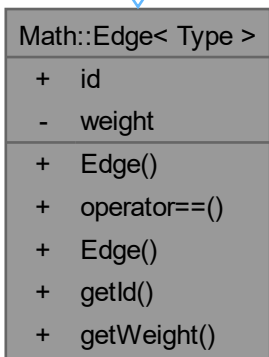 Math::Edge< Type >
+ id
- weight
+ Edge()
+ operator==()
+ Edge()
+ getId()
+ getWeight()